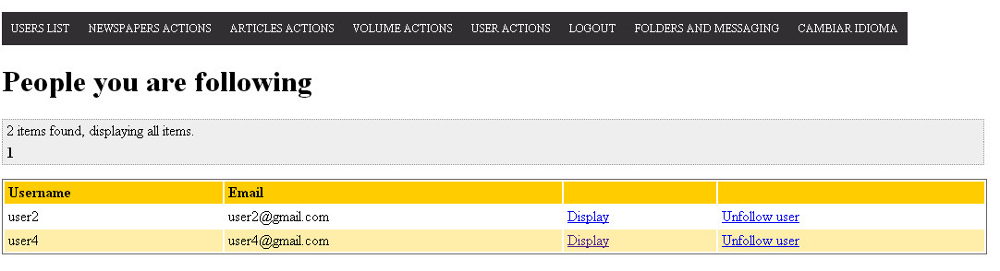 USERS LIST NEWSPAPERS ACTIONS ARTICLES ACTIONS VOLUME ACTIONS USER ACTIONS LOGOUT FOLDERS AND MESSAGING CAMBIAR IDIOMA
People you are following
2 items found, displaying all items.
1
Username Email
user2 user2@gmail.com Display Unfollow user
user4 user4@gmail.com Display Unfollow user